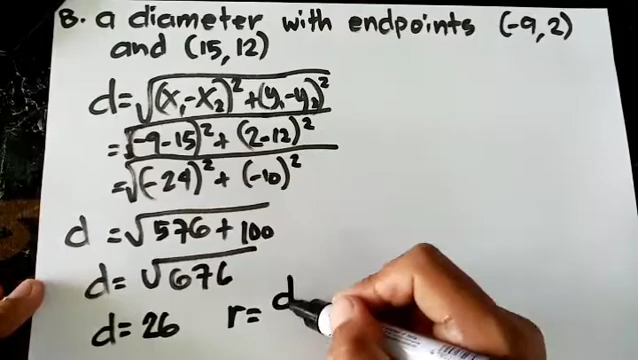 B. a diameter with endpoints (-9,2)
and (15,12)
d=√(x₁-x₂)²+(y₁-y₂)²
=√(-9-15)²+(2-12)²
=√(-24)²+(-10)²
d=√576+100
d=√676
d=26 r=d